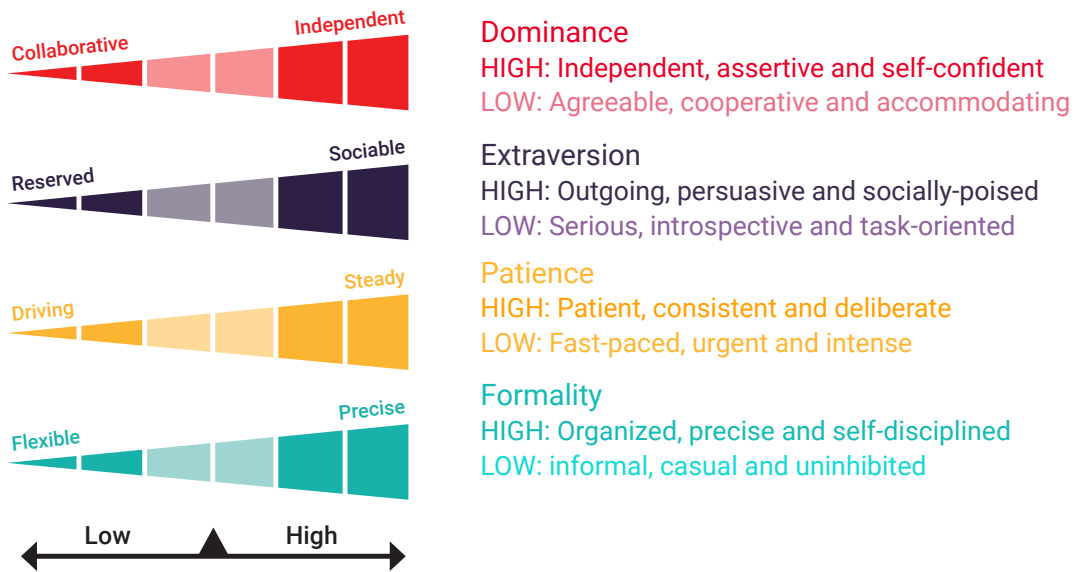 Collaborative
Independent
Dominance
HIGH: Independent, assertive and self-confident
LOW: Agreeable, cooperative and accommodating
Reserved
Sociable
Extraversion
HIGH: Outgoing, persuasive and socially-poised
LOW: Serious, introspective and task-oriented
Driving
Steady
Patience
HIGH: Patient, consistent and deliberate
LOW: Fast-paced, urgent and intense
Flexible
Precise
Formality
HIGH: Organized, precise and self-disciplined
LOW: informal, casual and uninhibited
Low
High